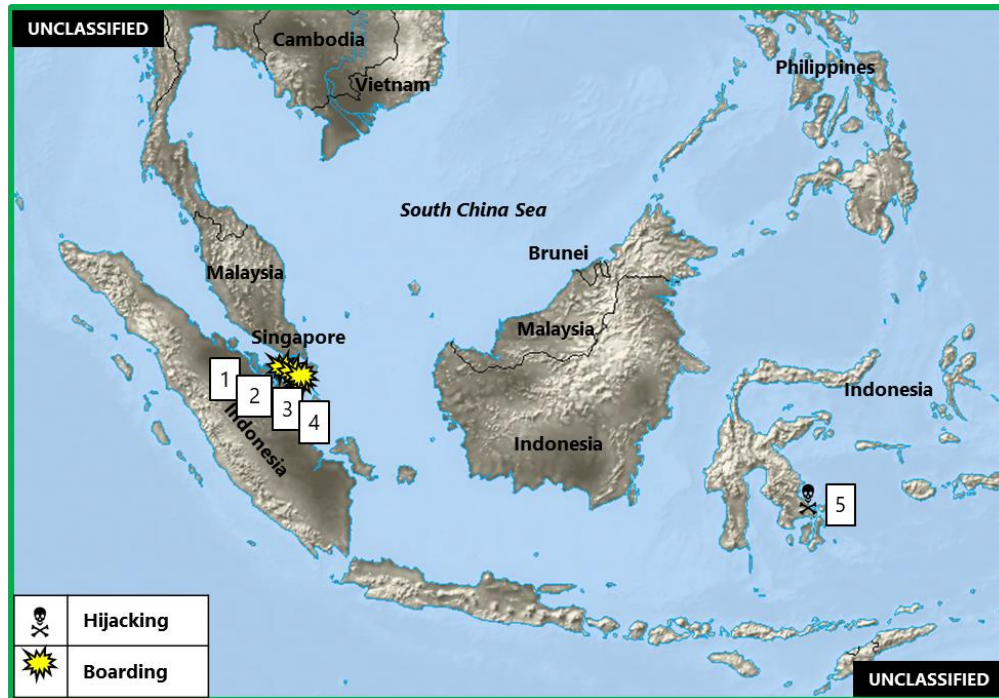 UNCLASSIFIED
Cambodia
Vietnam
Philippines
South China Sea
Brunei
Malaysia
Malaysia
Singapore
1
2
3
4
Indonesia
Indonesia
Indonesia
5
Hijacking
Boarding
UNCLASSIFIED